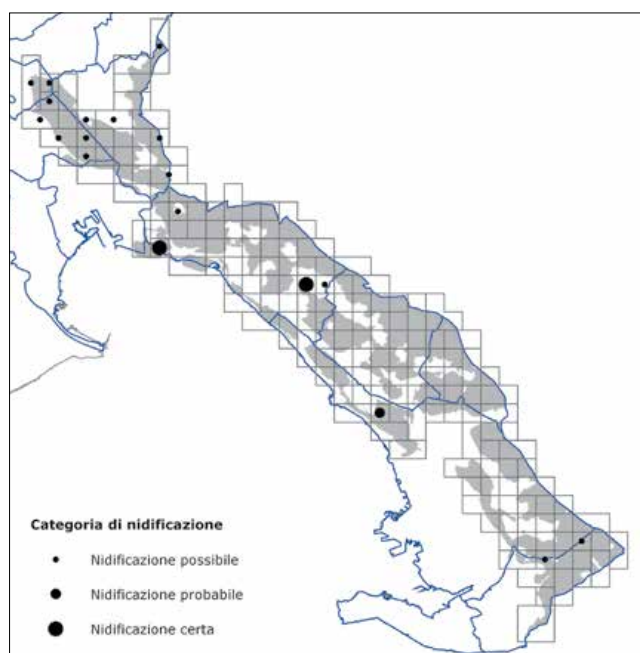 Categoria di nidificazione
Nidificazione possibile
Nidificazione probabile
Nidificazione certa